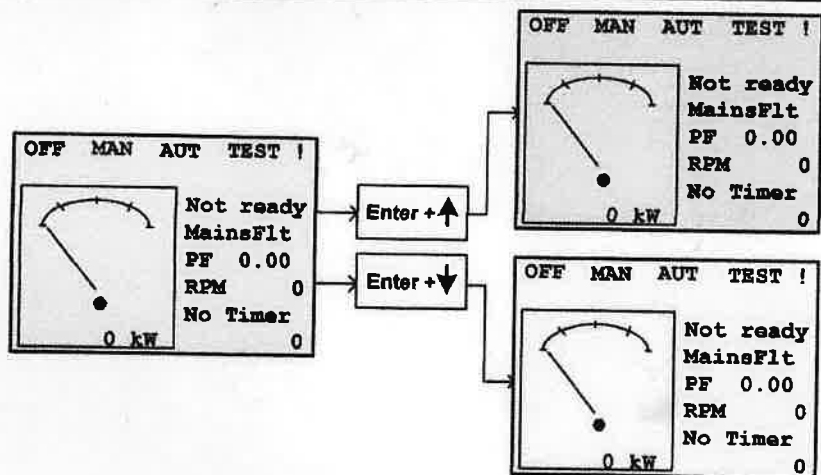 OFF MAN AUT TEST !
Not ready
MainsFlt
PF 0.00
RPM 0
No Timer
0 kW 0
Enter +
Enter +
OFF MAN AUT TEST !
Not ready
MainsFlt
PF 0.00
RPM 0
No Timer
0 kW 0
OFF MAN AUT TEST !
Not ready
MainsFlt
PF 0.00
RPM 0
No Timer
0 kW 0